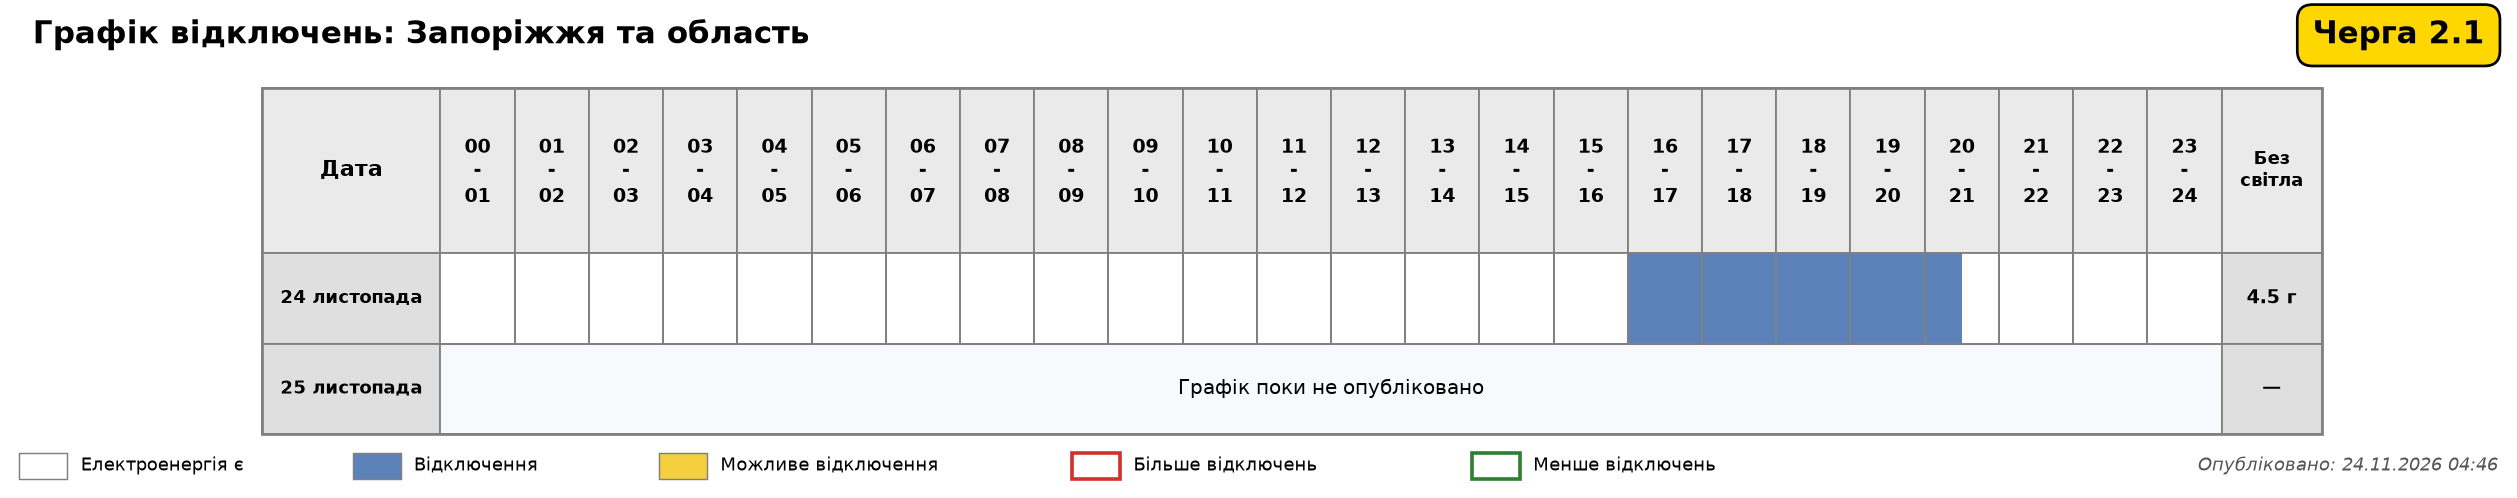 Графік відключень: Запоріжжя та область
Черга 2.1
Дата
00 - 01
01 - 02
02 - 03
03 - 04
04 - 05
05 - 06
06 - 07
07 - 08
08 - 09
09 - 10
10 - 11
11 - 12
12 - 13
13 - 14
14 - 15
15 - 16
16 - 17
17 - 18
18 - 19
19 - 20
20 - 21
21 - 22
22 - 23
23 - 24
Без
світла
24 листопада
4.5 г
25 листопада
Графік поки не опубліковано
—
Електроенергія є
Відключення
Можливе відключення
Більше відключень
Менше відключень
Опубліковано: 24.11.2026 04:46